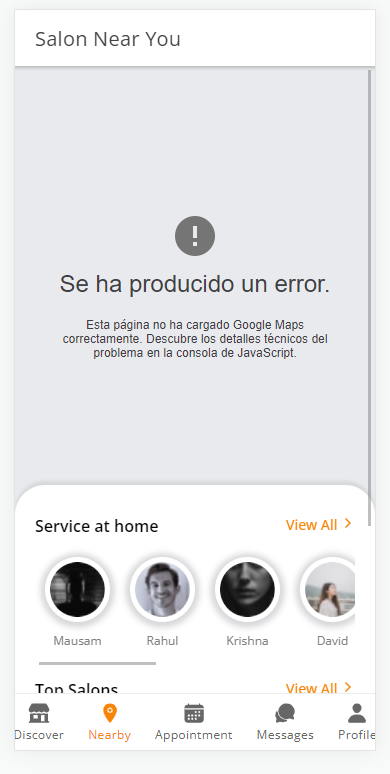 Salon Near You
Se ha producido un error.
Esta página no ha cargado Google Maps
correctamente. Descubre los detalles técnicos del
problema en la consola de JavaScript.
Service at home
View All
Mausam
Rahul
Krishna
David
Top Salons
View All
Discover
Nearby
Appointment
Messages
Profile